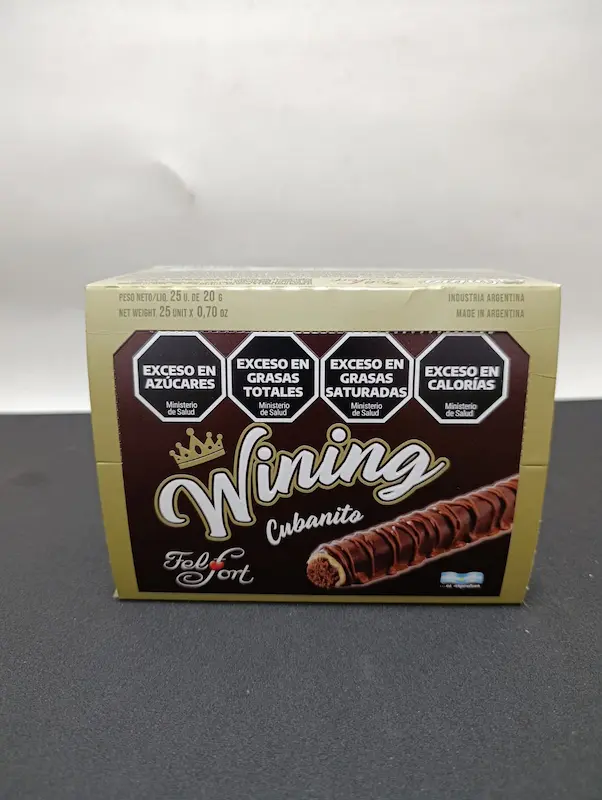 PESO NETO/LIQ. 25 U. DE 20 G
NET WEIGHT 25 UNIT X 0,70 OZ
INDUSTRIA ARGENTINA
MADE IN ARGENTINA
EXCESO EN
AZÚCARES
Ministerio
de Salud
EXCESO EN
GRASAS
TOTALES
Ministerio
de Salud
EXCESO EN
GRASAS
SATURADAS
Ministerio
de Salud
EXCESO EN
CALORÍAS
Ministerio
de Salud
Wining
Cubanito
Felfort